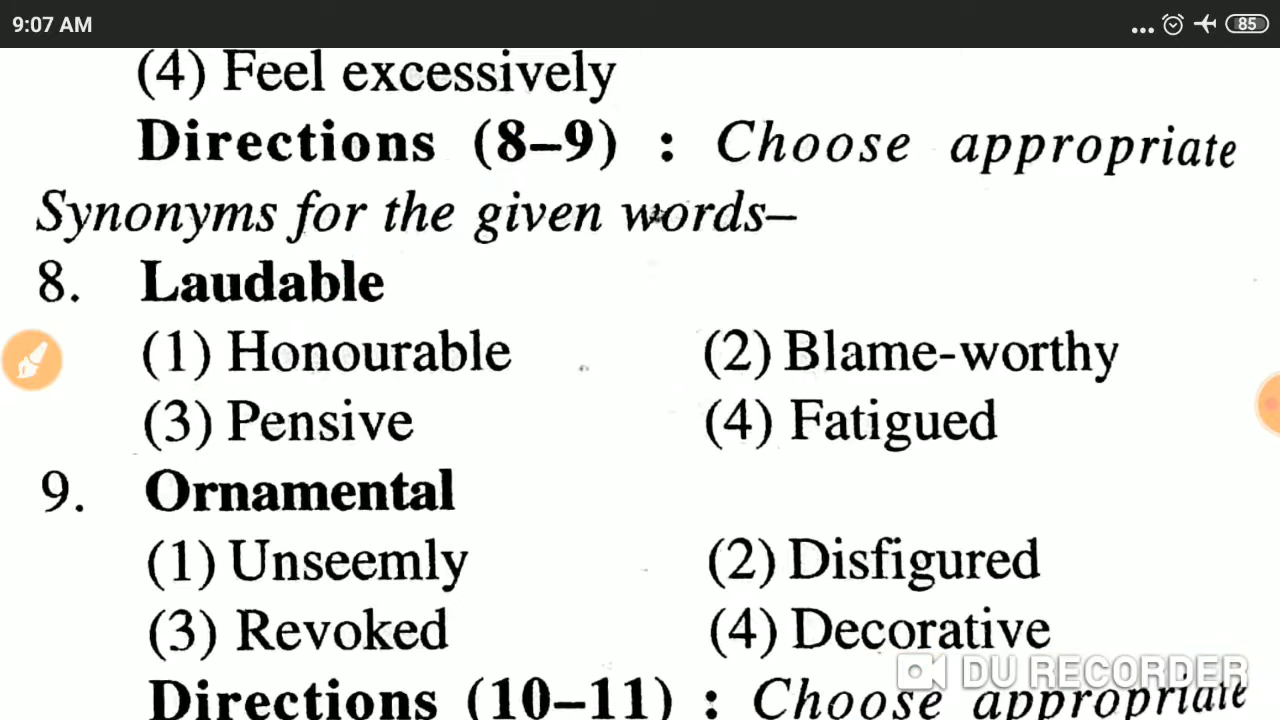 9:07 AM
85
(4) Feel excessively
Directions (8–9) : Choose appropriate
Synonyms for the given words–
8. Laudable
(1) Honourable (2) Blame-worthy
(3) Pensive (4) Fatigued
9. Ornamental
(1) Unseemly (2) Disfigured
(3) Revoked (4) Decorative
DU RECORDER
Directions (10–11) : Choose appropriate